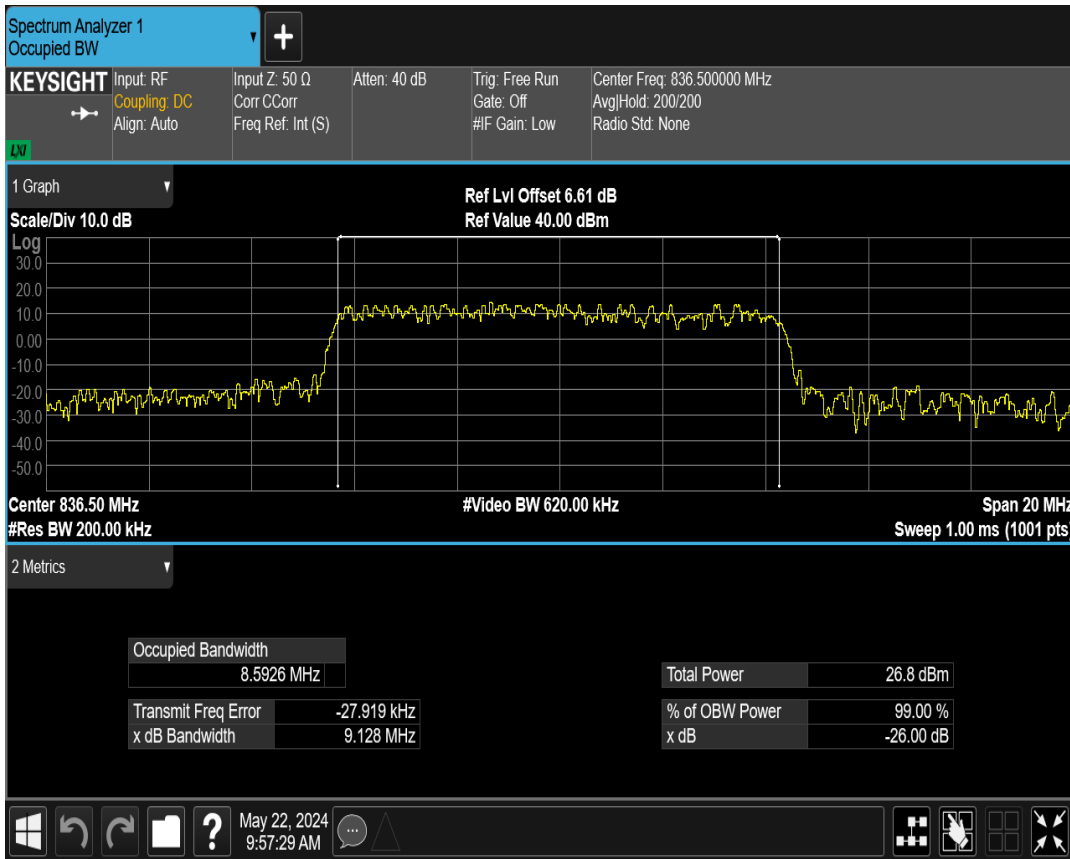 Spectrum Analyzer 1
Occupied BW
+
KEYSIGHT
LXI
Input: RF
Coupling: DC
Align: Auto
Input Z: 50 Ω
Corr CCorr
Freq Ref: Int (S)
Atten: 40 dB
Trig: Free Run
Gate: Off
#IF Gain: Low
Center Freq: 836.500000 MHz
Avg|Hold: 200/200
Radio Std: None
1 Graph
Scale/Div 10.0 dB
Ref Lvl Offset 6.61 dB
Ref Value 40.00 dBm
Log
30.0
20.0
10.0
0.00
-10.0
-20.0
-30.0
-40.0
-50.0
Center 836.50 MHz
#Video BW 620.00 kHz
Span 20 MHz
#Res BW 200.00 kHz
Sweep 1.00 ms (1001 pts)
2 Metrics
Occupied Bandwidth
8.5926 MHz
Total Power 26.8 dBm
Transmit Freq Error -27.919 kHz
% of OBW Power 99.00 %
x dB Bandwidth 9.128 MHz
x dB -26.00 dB
?
May 22, 2024
9:57:29 AM